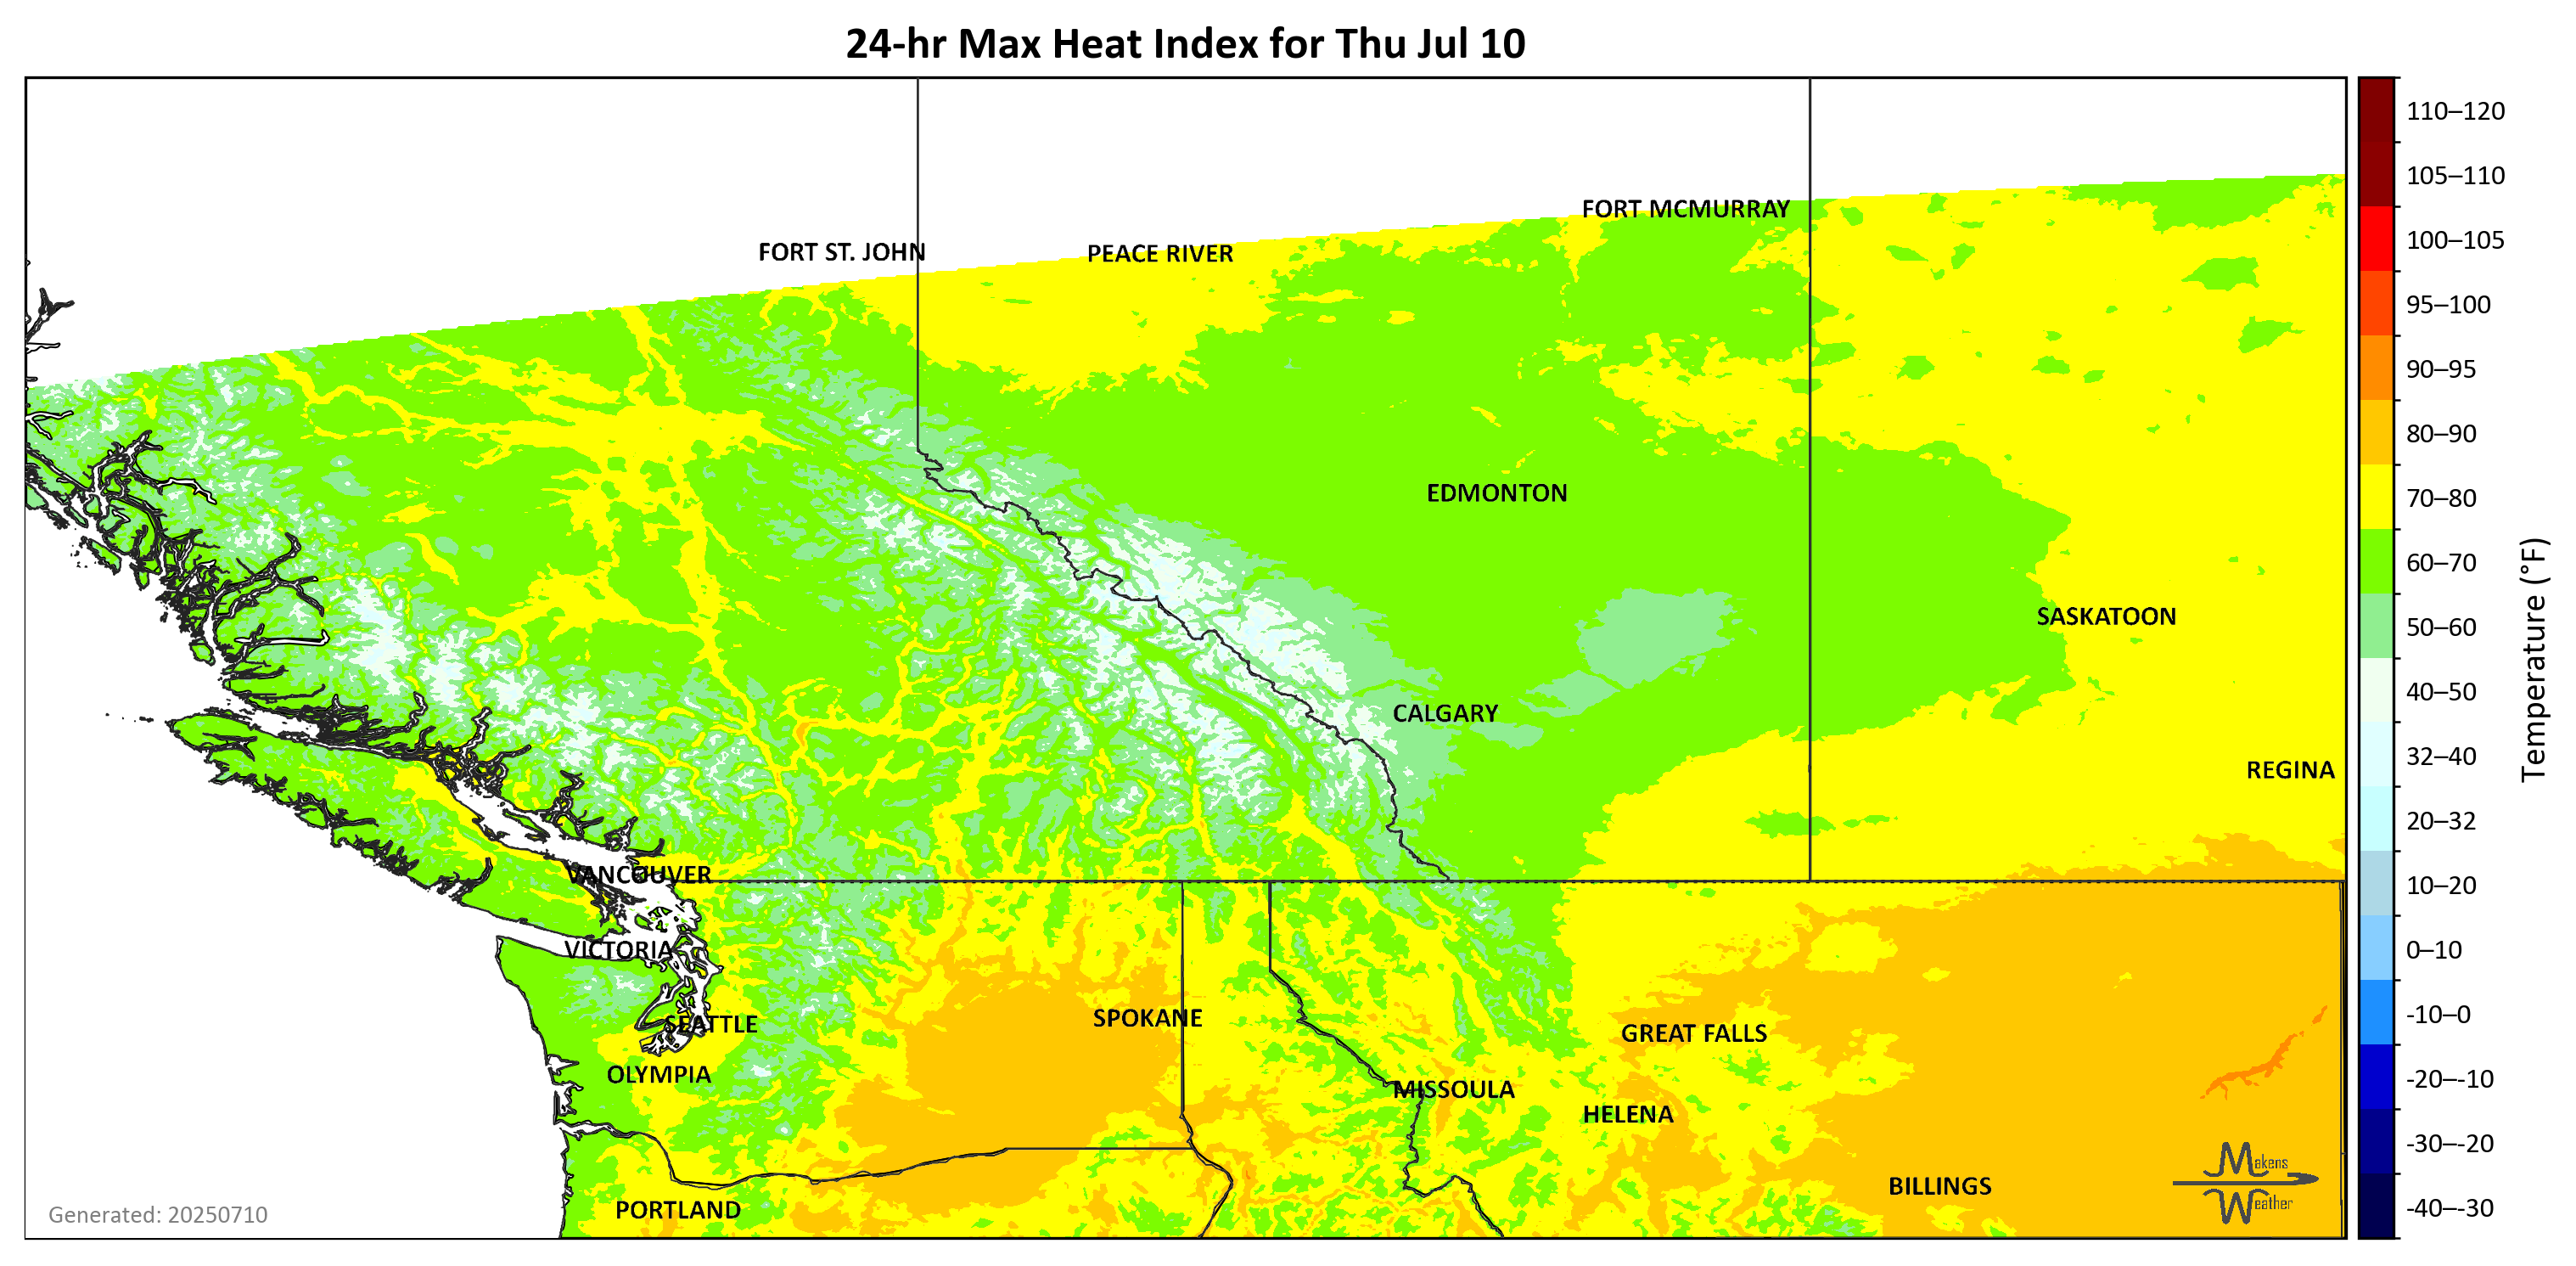 24-hr Max Heat Index for Thu Jul 10
FORT MCMURRAY
FORT ST. JOHN
PEACE RIVER
EDMONTON
SASKATOON
CALGARY
REGINA
VANCOUVER
VICTORIA
SEATTLE
SPOKANE
GREAT FALLS
OLYMPIA
MISSOULA
HELENA
BILLINGS
PORTLAND
Makens
Weather
Generated: 20250710
110–120
105–110
100–105
95–100
90–95
80–90
70–80
60–70
50–60
40–50
32–40
20–32
10–20
0–10
-10–0
-20–-10
-30–-20
-40–-30
Temperature (°F)